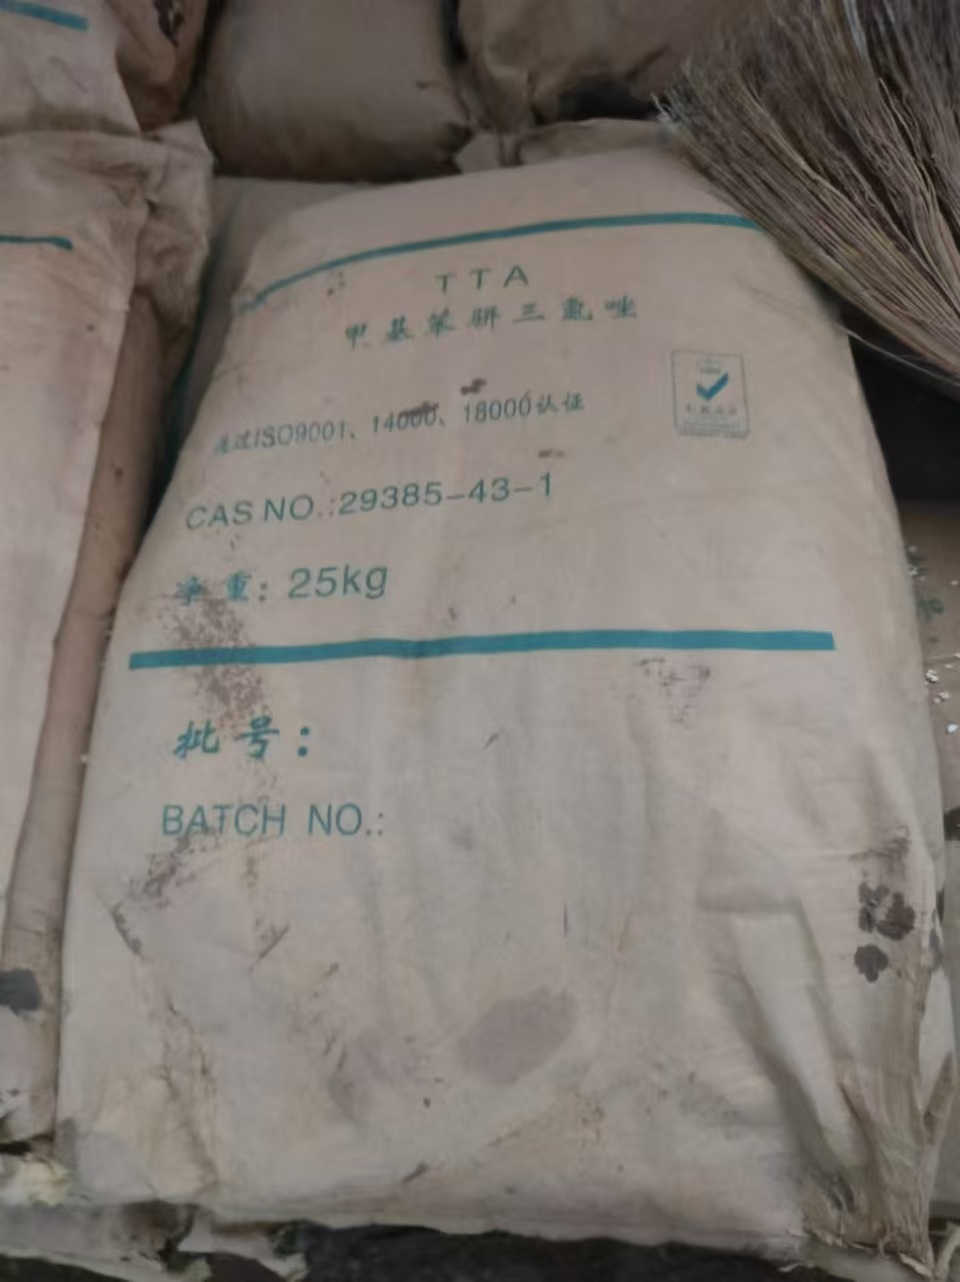 TTA
甲基苯骈三氮唑
通过ISO9001、14000、18000认证
CAS NO.:29385-43-1
净重: 25kg
批号:
BATCH NO.: